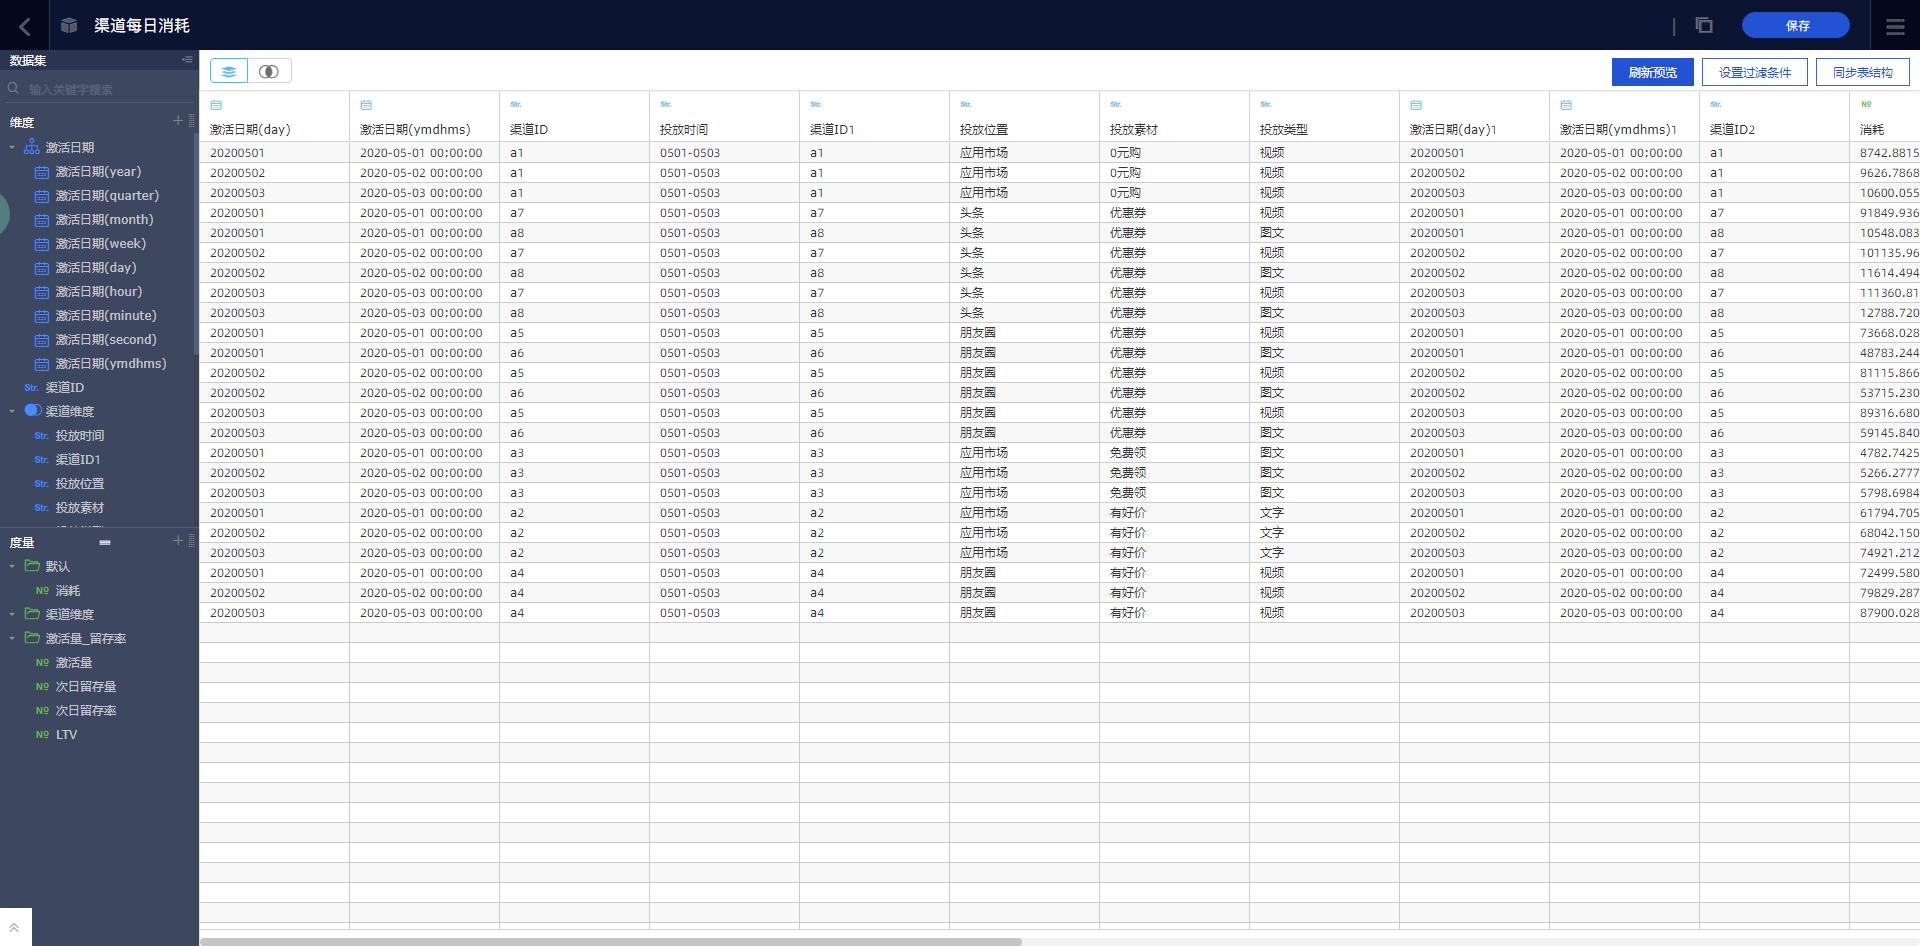 渠道每日消耗
保存
数据集
输入关键字搜索
维度
激活日期
激活日期(year)
激活日期(quarter)
激活日期(month)
激活日期(week)
激活日期(day)
激活日期(hour)
激活日期(minute)
激活日期(second)
激活日期(ymdhms)
Str. 渠道ID
渠道维度
Str. 投放时间
Str. 渠道ID1
Str. 投放位置
Str. 投放素材
度量
默认
Nº 消耗
渠道维度
激活量_留存率
Nº 激活量
Nº 次日留存量
Nº 次日留存率
Nº LTV
刷新预览 设置过滤条件 同步表结构
Str. Str. Str. Str. Str. Str. Str. Nº
激活日期(day) 激活日期(ymdhms) 渠道ID 投放时间 渠道ID1 投放位置 投放素材 投放类型 激活日期(day)1 激活日期(ymdhms)1 渠道ID2 消耗
20200501 2020-05-01 00:00:00 a1 0501-0503 a1 应用市场 0元购 视频 20200501 2020-05-01 00:00:00 a1 8742.8815
20200502 2020-05-02 00:00:00 a1 0501-0503 a1 应用市场 0元购 视频 20200502 2020-05-02 00:00:00 a1 9626.7868
20200503 2020-05-03 00:00:00 a1 0501-0503 a1 应用市场 0元购 视频 20200503 2020-05-03 00:00:00 a1 10600.055
20200501 2020-05-01 00:00:00 a7 0501-0503 a7 头条 优惠券 视频 20200501 2020-05-01 00:00:00 a7 91849.936
20200501 2020-05-01 00:00:00 a8 0501-0503 a8 头条 优惠券 图文 20200501 2020-05-01 00:00:00 a8 10548.083
20200502 2020-05-02 00:00:00 a7 0501-0503 a7 头条 优惠券 视频 20200502 2020-05-02 00:00:00 a7 101135.96
20200502 2020-05-02 00:00:00 a8 0501-0503 a8 头条 优惠券 图文 20200502 2020-05-02 00:00:00 a8 11614.494
20200503 2020-05-03 00:00:00 a7 0501-0503 a7 头条 优惠券 视频 20200503 2020-05-03 00:00:00 a7 111360.81
20200503 2020-05-03 00:00:00 a8 0501-0503 a8 头条 优惠券 图文 20200503 2020-05-03 00:00:00 a8 12788.720
20200501 2020-05-01 00:00:00 a5 0501-0503 a5 朋友圈 优惠券 视频 20200501 2020-05-01 00:00:00 a5 73668.028
20200501 2020-05-01 00:00:00 a6 0501-0503 a6 朋友圈 优惠券 图文 20200501 2020-05-01 00:00:00 a6 48783.244
20200502 2020-05-02 00:00:00 a5 0501-0503 a5 朋友圈 优惠券 视频 20200502 2020-05-02 00:00:00 a5 81115.866
20200502 2020-05-02 00:00:00 a6 0501-0503 a6 朋友圈 优惠券 图文 20200502 2020-05-02 00:00:00 a6 53715.230
20200503 2020-05-03 00:00:00 a5 0501-0503 a5 朋友圈 优惠券 视频 20200503 2020-05-03 00:00:00 a5 89316.680
20200503 2020-05-03 00:00:00 a6 0501-0503 a6 朋友圈 优惠券 图文 20200503 2020-05-03 00:00:00 a6 59145.840
20200501 2020-05-01 00:00:00 a3 0501-0503 a3 应用市场 免费领 图文 20200501 2020-05-01 00:00:00 a3 4782.7425
20200502 2020-05-02 00:00:00 a3 0501-0503 a3 应用市场 免费领 图文 20200502 2020-05-02 00:00:00 a3 5266.2777
20200503 2020-05-03 00:00:00 a3 0501-0503 a3 应用市场 免费领 图文 20200503 2020-05-03 00:00:00 a3 5798.6984
20200501 2020-05-01 00:00:00 a2 0501-0503 a2 应用市场 有好价 文字 20200501 2020-05-01 00:00:00 a2 61794.705
20200502 2020-05-02 00:00:00 a2 0501-0503 a2 应用市场 有好价 文字 20200502 2020-05-02 00:00:00 a2 68042.150
20200503 2020-05-03 00:00:00 a2 0501-0503 a2 应用市场 有好价 文字 20200503 2020-05-03 00:00:00 a2 74921.212
20200501 2020-05-01 00:00:00 a4 0501-0503 a4 朋友圈 有好价 视频 20200501 2020-05-01 00:00:00 a4 72499.580
20200502 2020-05-02 00:00:00 a4 0501-0503 a4 朋友圈 有好价 视频 20200502 2020-05-02 00:00:00 a4 79829.287
20200503 2020-05-03 00:00:00 a4 0501-0503 a4 朋友圈 有好价 视频 20200503 2020-05-03 00:00:00 a4 87900.028